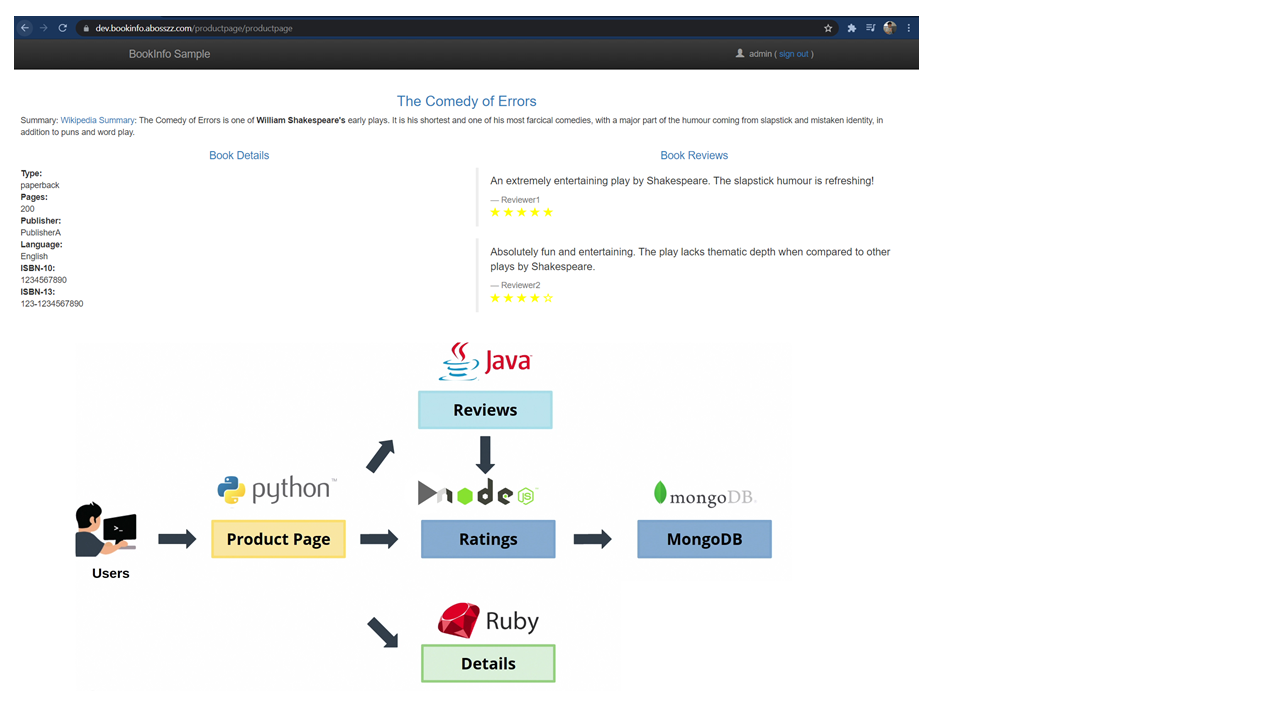 dev.bookinfo.abosszz.com/productpage/productpage
BookInfo Sample
admin ( sign out )
The Comedy of Errors
Summary: Wikipedia Summary: The Comedy of Errors is one of William Shakespeare's early plays. It is his shortest and one of his most farcical comedies, with a major part of the humour coming from slapstick and mistaken identity, in
addition to puns and word play.
Book Details
Type:
paperback
Pages:
200
Publisher:
PublisherA
Language:
English
ISBN-10:
1234567890
ISBN-13:
123-1234567890
Book Reviews
An extremely entertaining play by Shakespeare. The slapstick humour is refreshing!
— Reviewer1
Absolutely fun and entertaining. The play lacks thematic depth when compared to other
plays by Shakespeare.
— Reviewer2
Java™
Reviews
python™
node JS™
mongoDB.
>_
Product Page
Ratings
MongoDB
Users
Ruby
Details